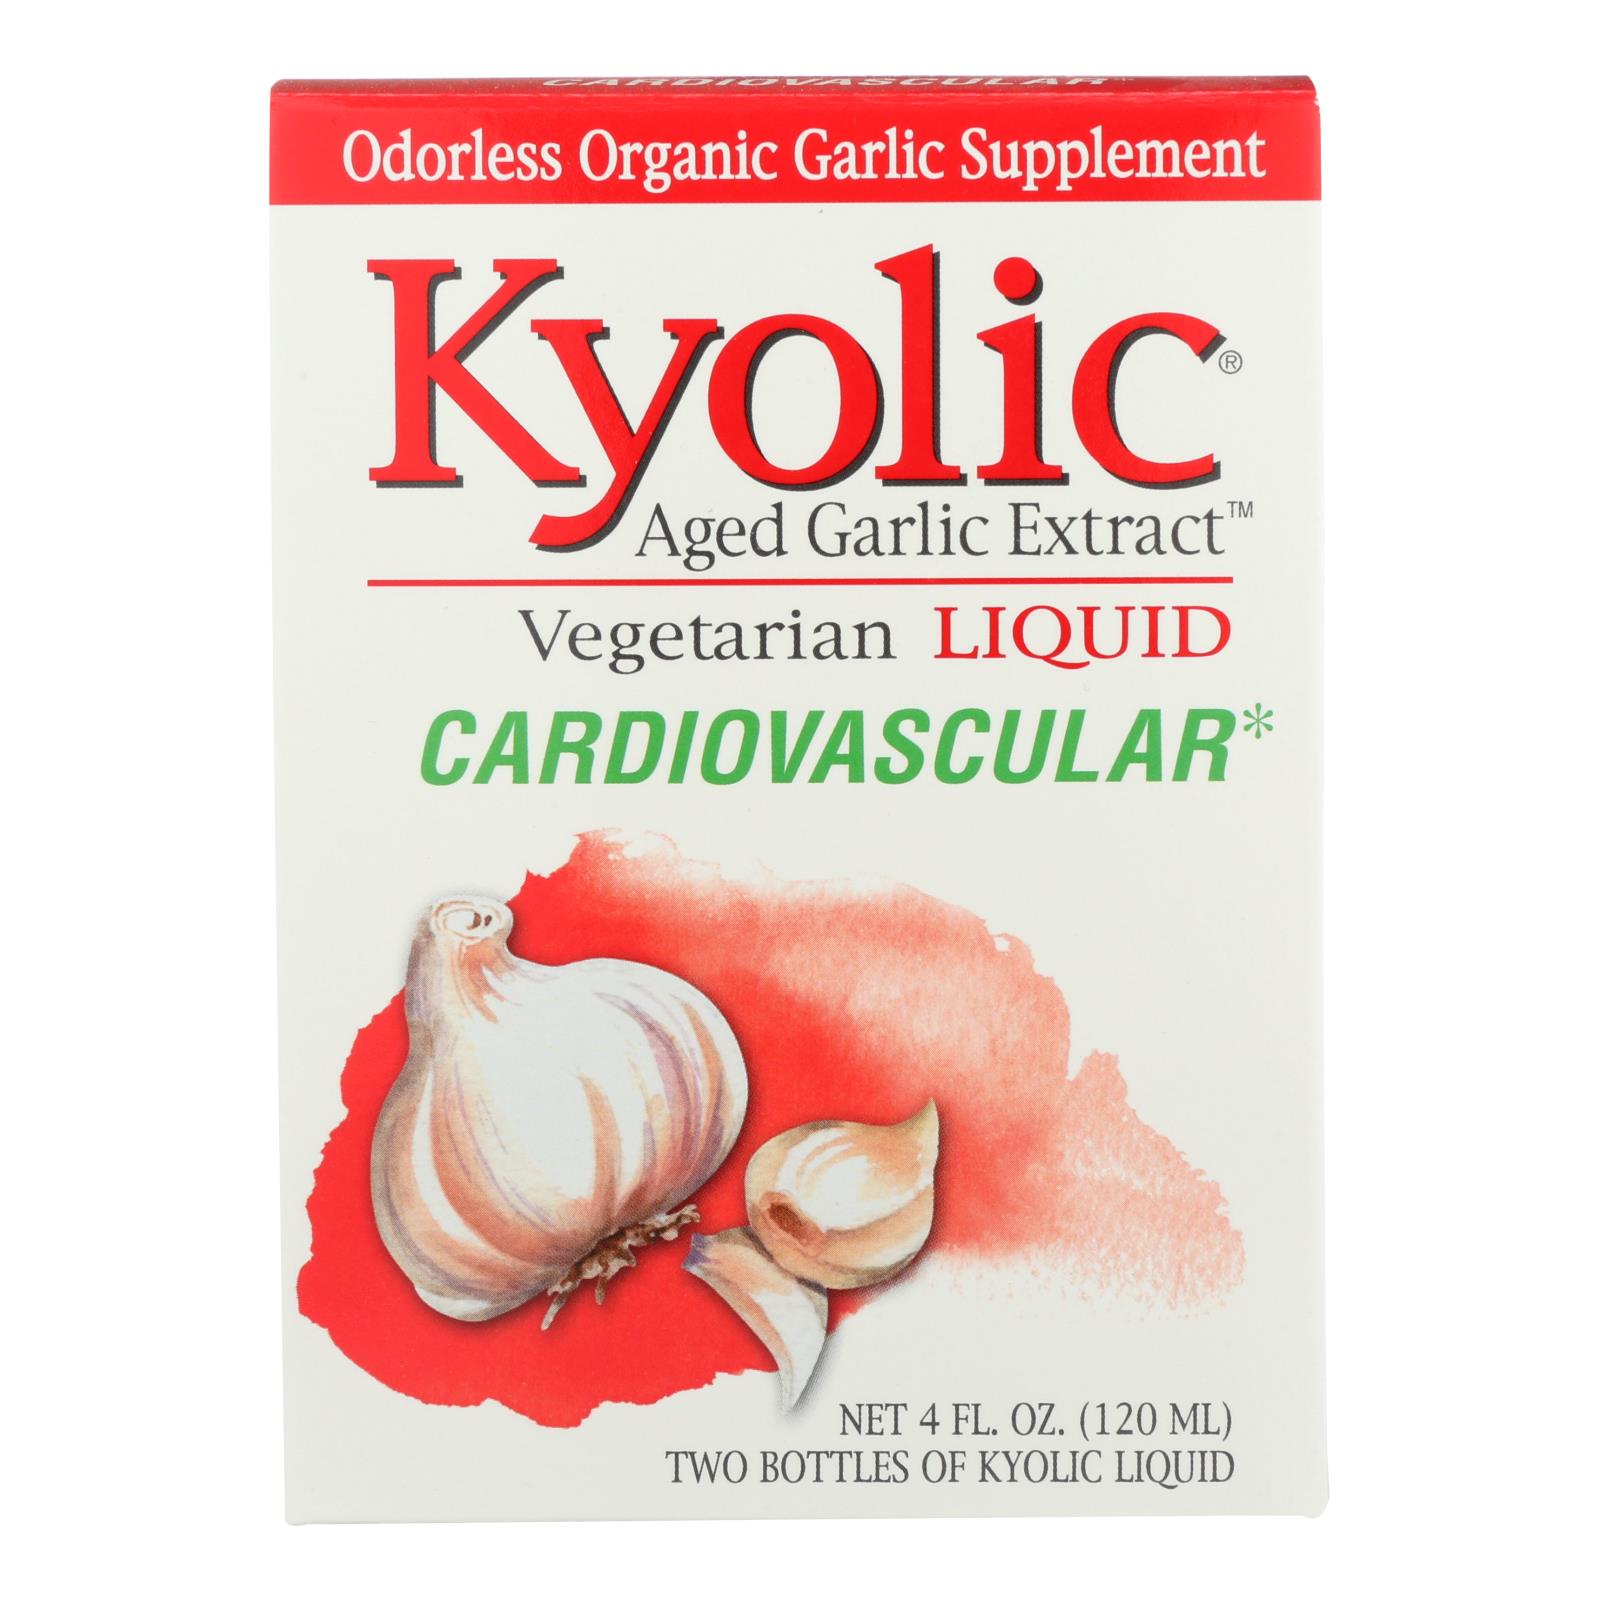 CARDIOVASCULAR*
Odorless Organic Garlic Supplement
Kyolic®
Aged Garlic Extract™
Vegetarian LIQUID
CARDIOVASCULAR*
NET 4 FL. OZ. (120 ML)
TWO BOTTLES OF KYOLIC LIQUID